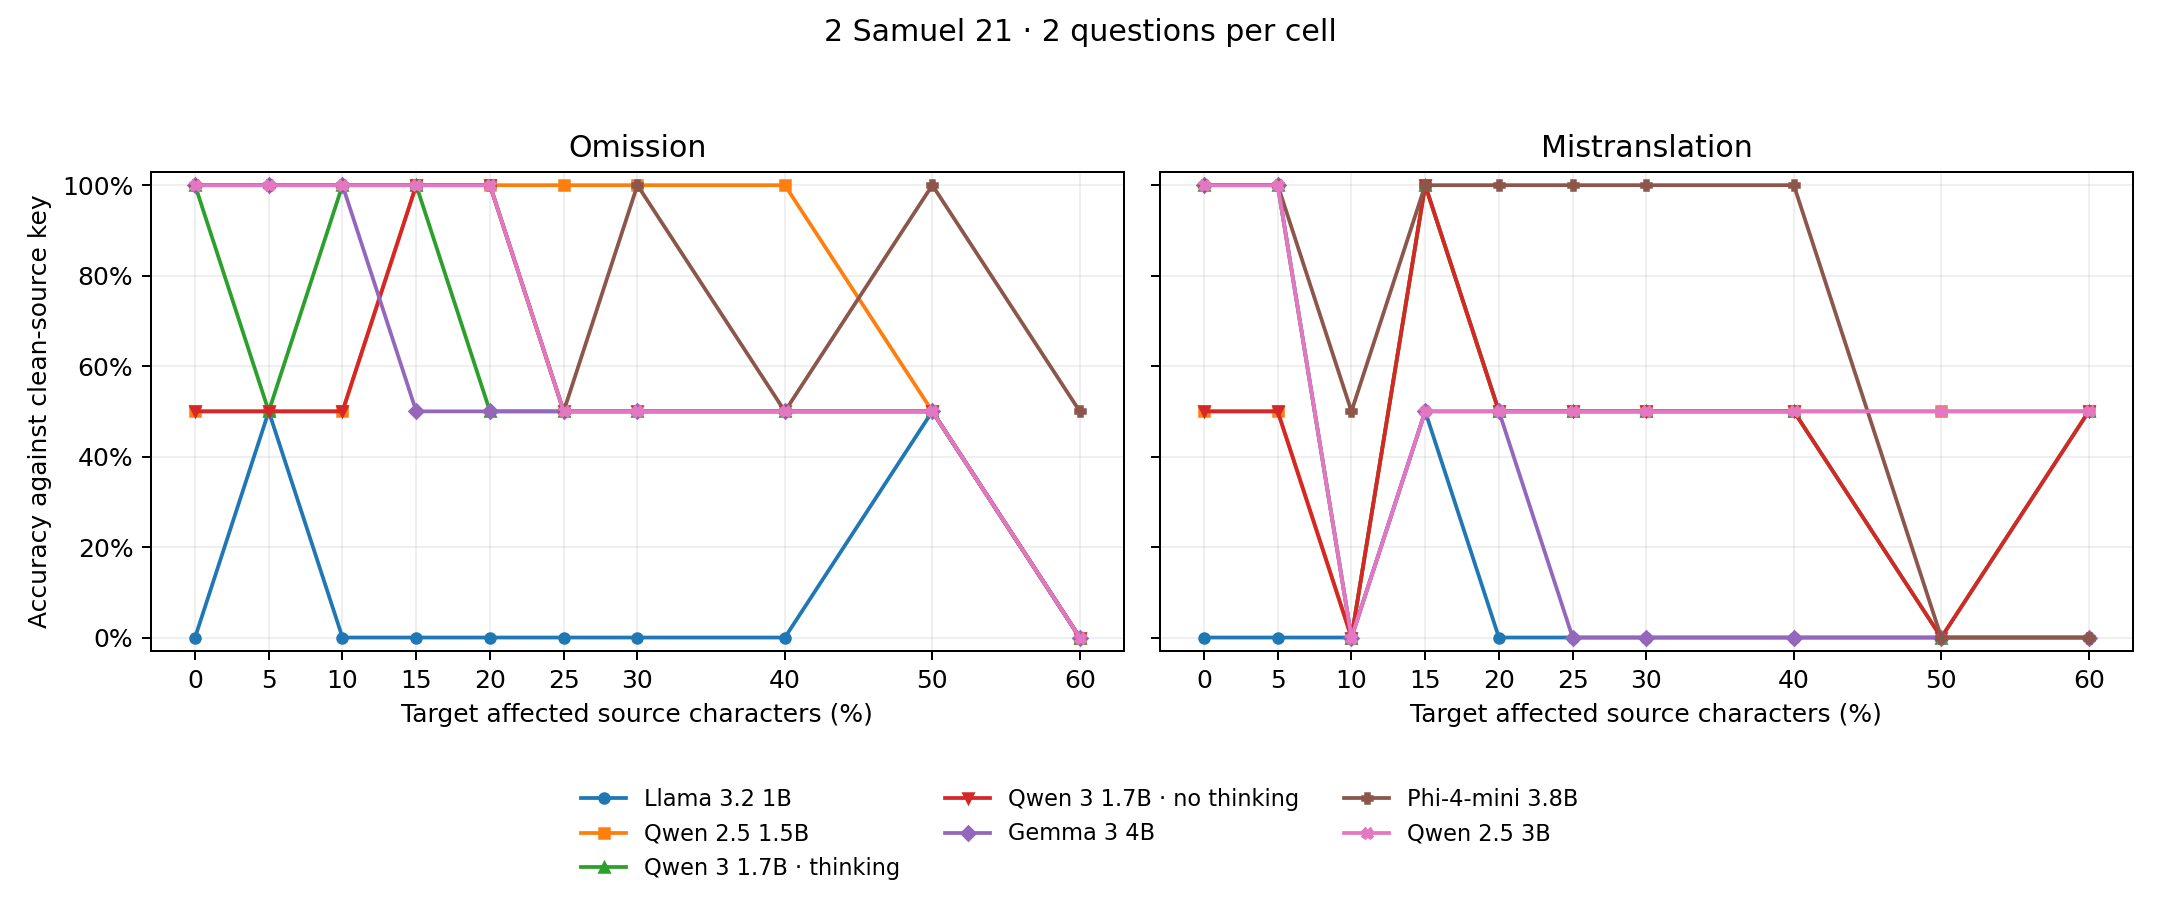 2 Samuel 21 · 2 questions per cell
Omission
Mistranslation
Accuracy against clean-source key
100%
80%
60%
40%
20%
0%
0 5 10 15 20 25 30 40 50 60
0 5 10 15 20 25 30 40 50 60
Target affected source characters (%)
Target affected source characters (%)
Llama 3.2 1B
Qwen 2.5 1.5B
Qwen 3 1.7B · thinking
Qwen 3 1.7B · no thinking
Gemma 3 4B
Phi-4-mini 3.8B
Qwen 2.5 3B